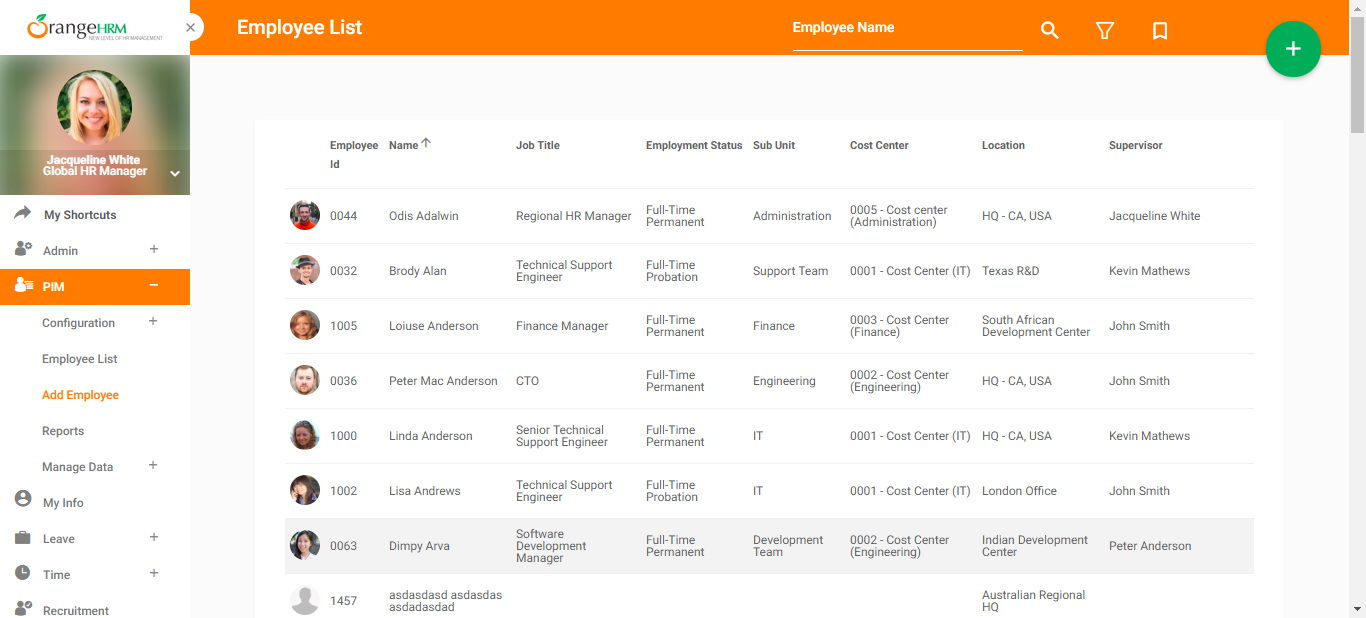 OrangeHRM
NEW LEVEL OF HR MANAGEMENT
Employee List
Employee Name
Jacqueline White
Global HR Manager
My Shortcuts
Admin
PIM
Configuration
Employee List
Add Employee
Reports
Manage Data
My Info
Leave
Time
Recruitment
Employee Id Name Job Title Employment Status Sub Unit Cost Center Location Supervisor
0044 Odis Adalwin Regional HR Manager Full-Time Permanent Administration 0005 - Cost center (Administration) HQ - CA, USA Jacqueline White
0032 Brody Alan Technical Support Engineer Full-Time Probation Support Team 0001 - Cost Center (IT) Texas R&D Kevin Mathews
1005 Loiuse Anderson Finance Manager Full-Time Permanent Finance 0003 - Cost Center (Finance) South African Development Center John Smith
0036 Peter Mac Anderson CTO Full-Time Permanent Engineering 0002 - Cost Center (Engineering) HQ - CA, USA John Smith
1000 Linda Anderson Senior Technical Support Engineer Full-Time Permanent IT 0001 - Cost Center (IT) HQ - CA, USA Kevin Mathews
1002 Lisa Andrews Technical Support Engineer Full-Time Probation IT 0001 - Cost Center (IT) London Office John Smith
0063 Dimpy Arva Software Development Manager Full-Time Permanent Development Team 0002 - Cost Center (Engineering) Indian Development Center Peter Anderson
1457 asdasdasd asdasdas asdadasdad Australian Regional HQ